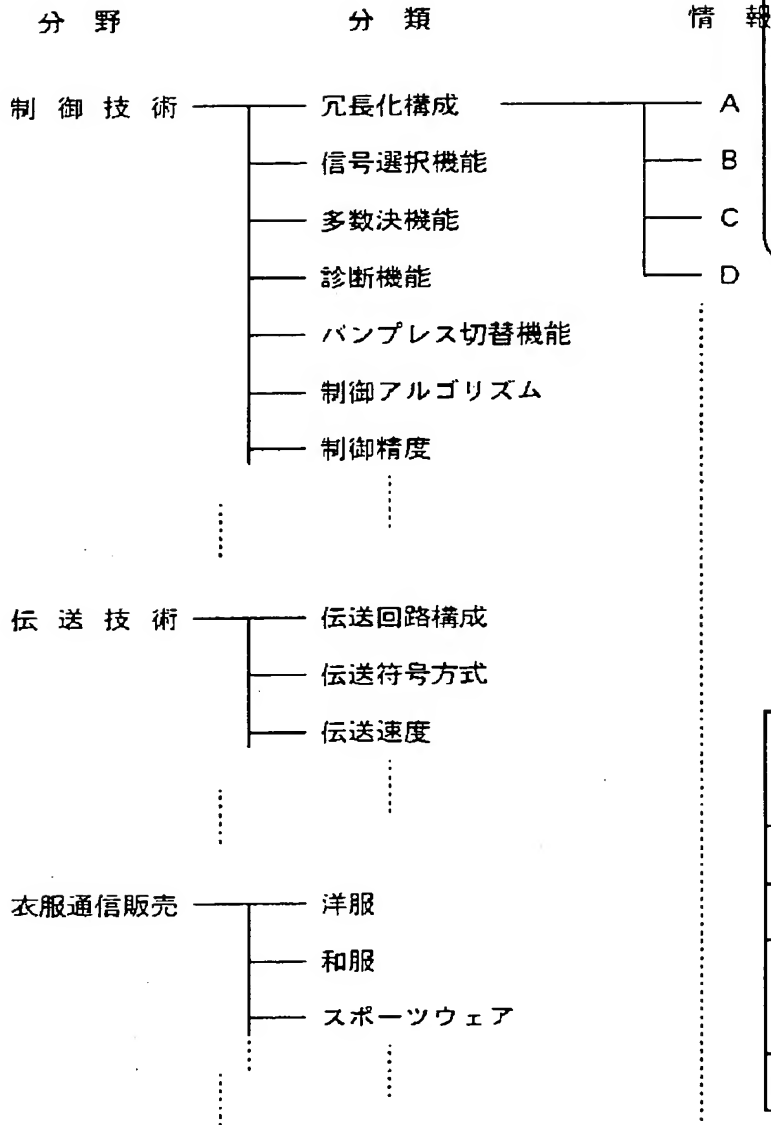 分野 分類 情報
制御技術 冗長化構成 A
信号選択機能 B
多数決機能 C
診断機能 D
バンプレス切替機能
制御アルゴリズム
制御精度
伝送技術 伝送回路構成
伝送符号方式
伝送速度
衣服通信販売 洋服
和服
スポーツウェア